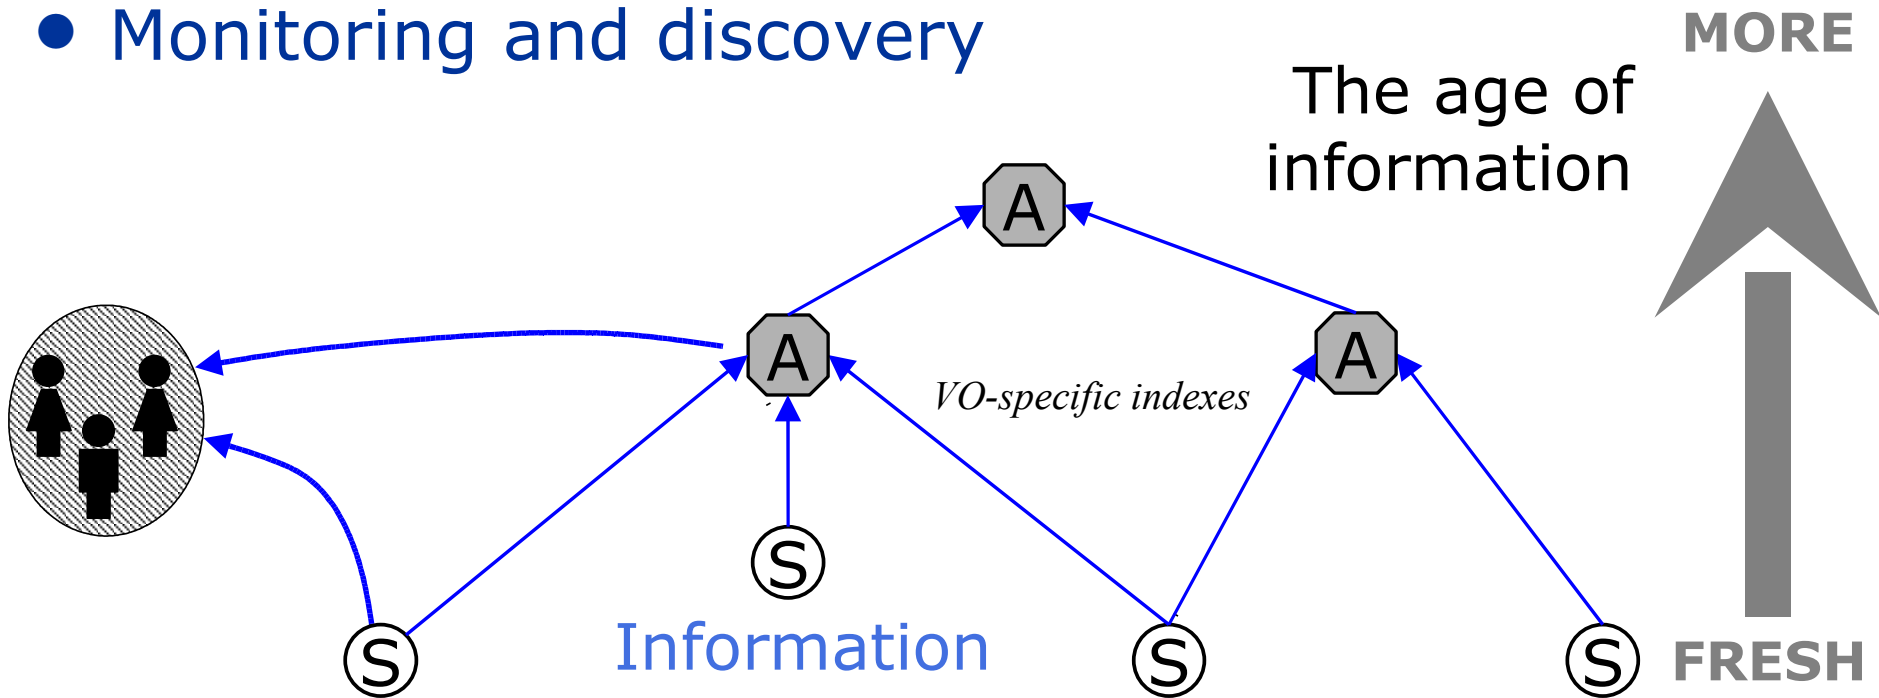 • Monitoring and discovery
MORE
The age of
information
A
A
A
VO-specific indexes
S
Information
S
S
S
FRESH